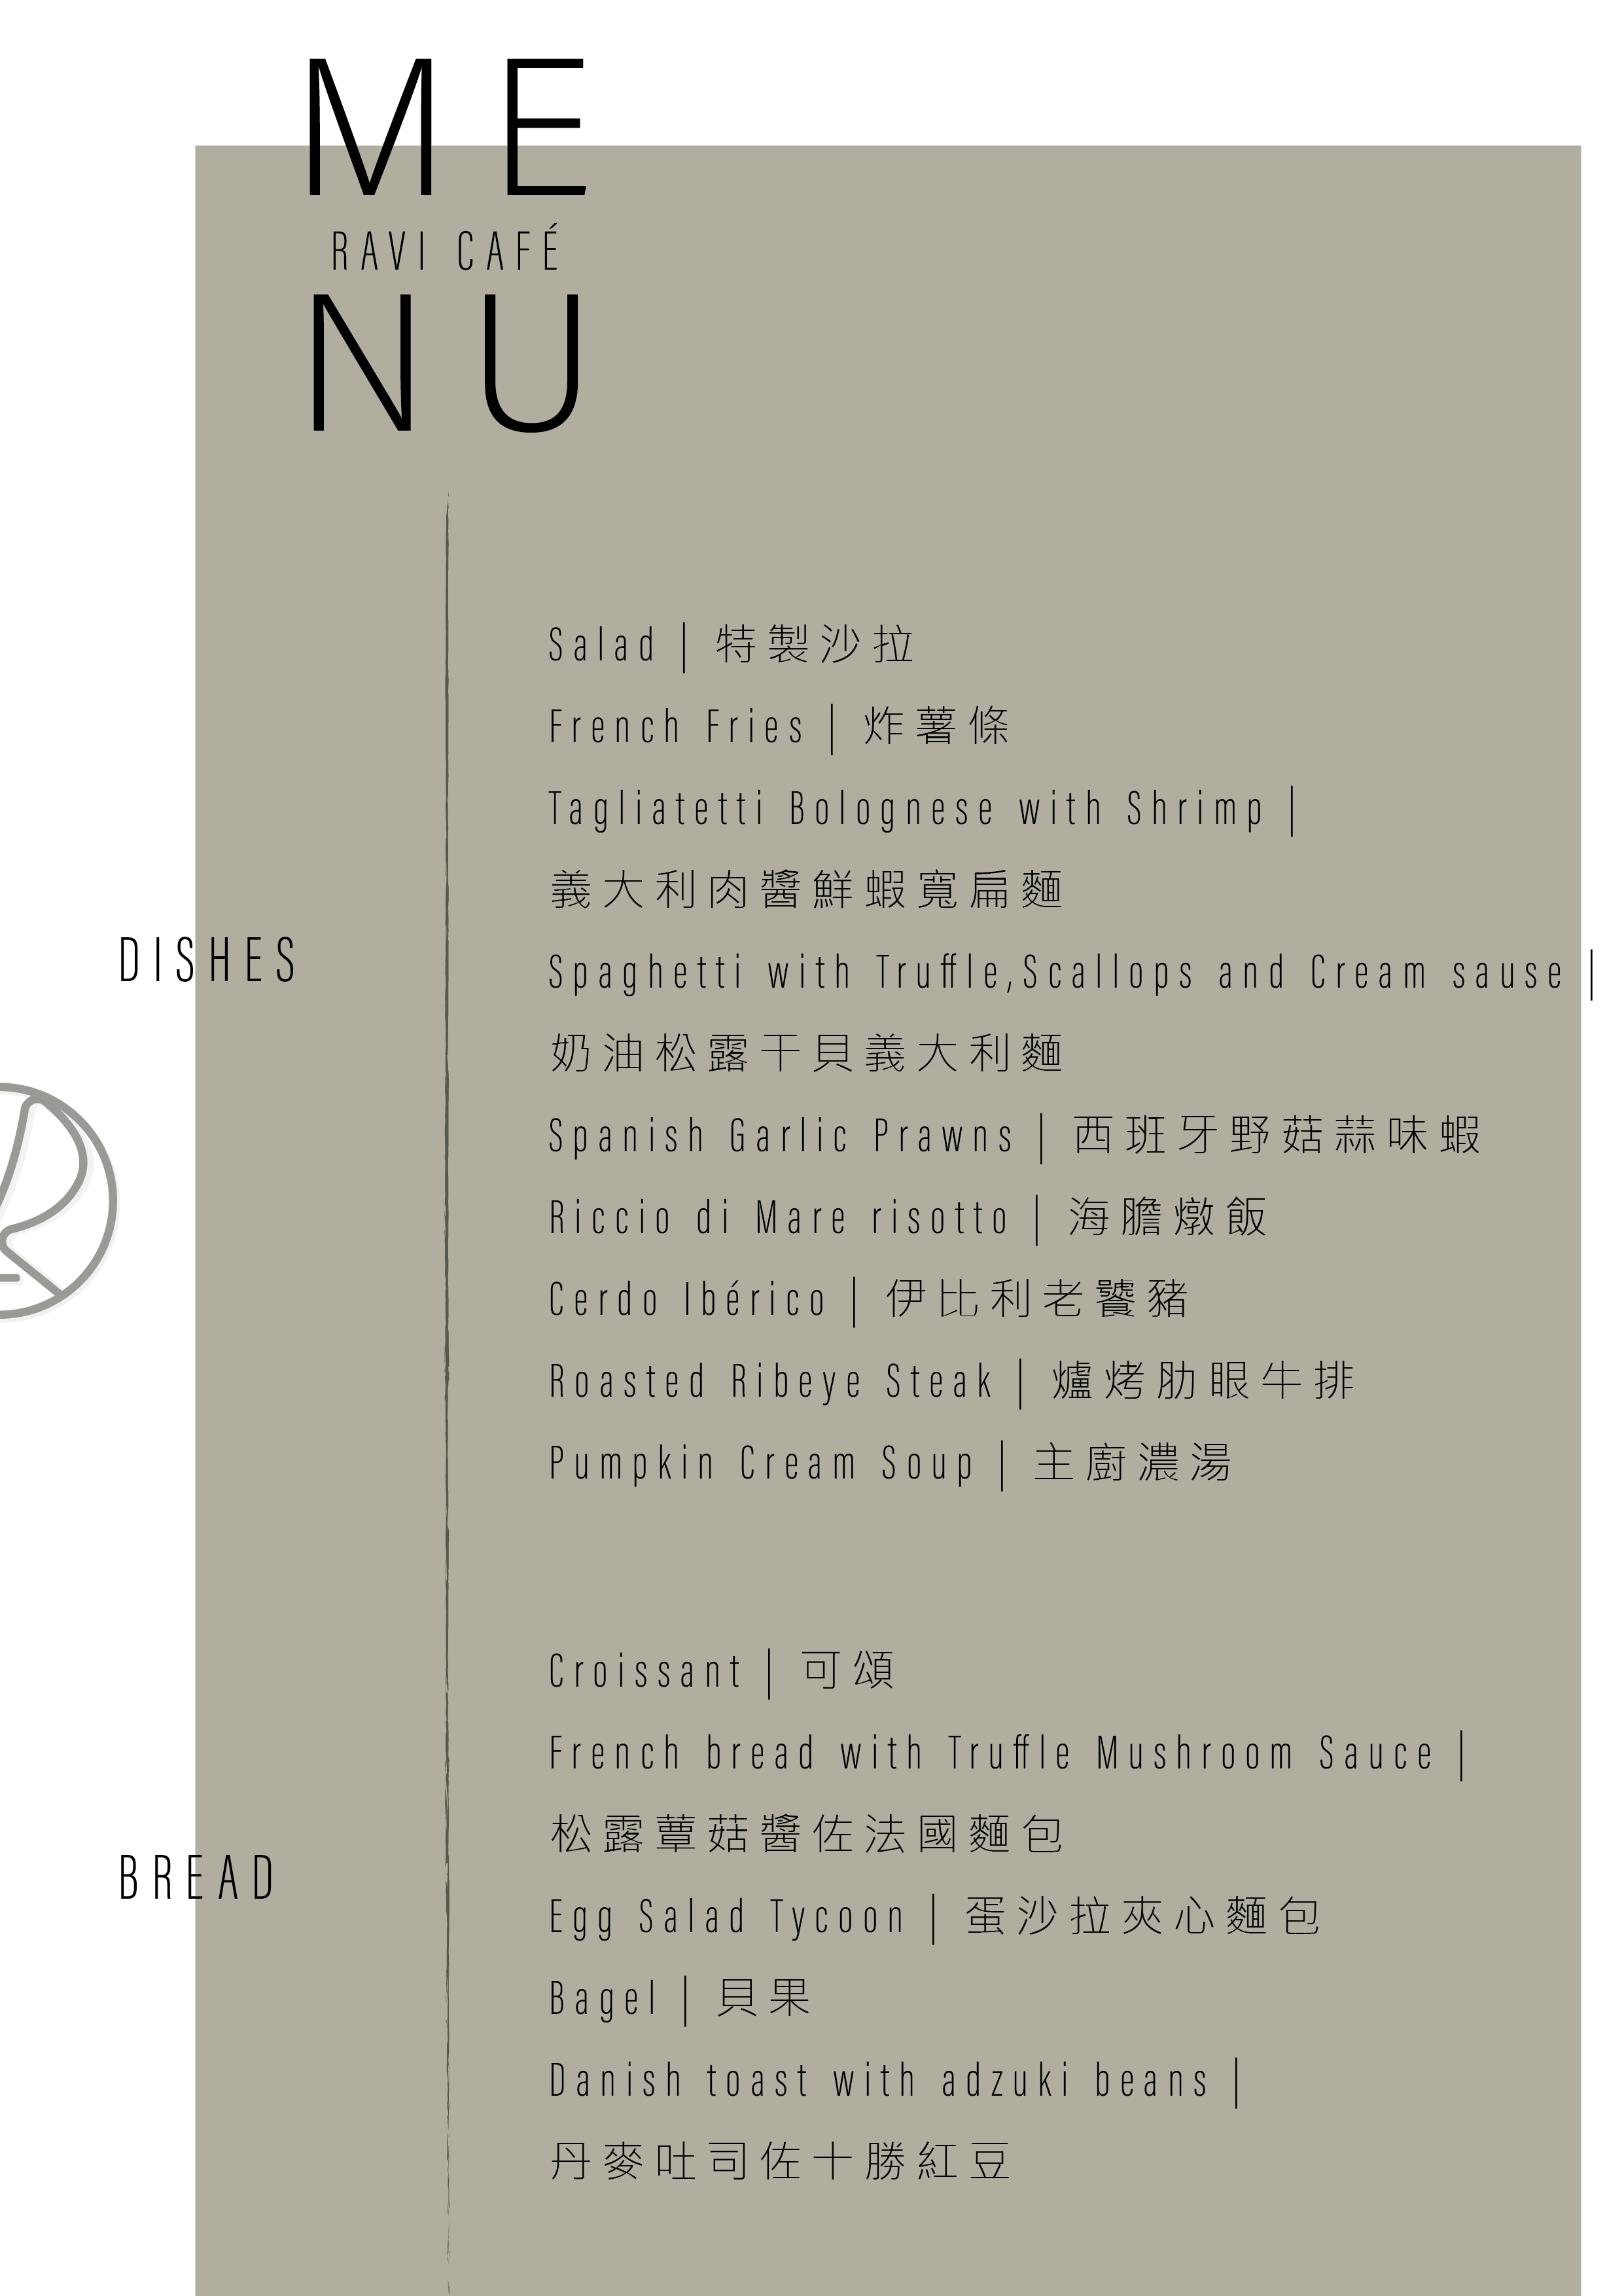 ME
RAVI CAFÉ
NU
DISHES
Salad | 特製沙拉
French Fries | 炸薯條
Tagliatetti Bolognese with Shrimp |
義大利肉醬鮮蝦寬扁麵
Spaghetti with Truffle,Scallops and Cream sause |
奶油松露干貝義大利麵
Spanish Garlic Prawns | 西班牙野菇蒜味蝦
Riccio di Mare risotto | 海膽燉飯
Cerdo Ibérico | 伊比利老饕豬
Roasted Ribeye Steak | 爐烤肋眼牛排
Pumpkin Cream Soup | 主廚濃湯
BREAD
Croissant | 可頌
French bread with Truffle Mushroom Sauce |
松露蕈菇醬佐法國麵包
Egg Salad Tycoon | 蛋沙拉夾心麵包
Bagel | 貝果
Danish toast with adzuki beans |
丹麥吐司佐十勝紅豆